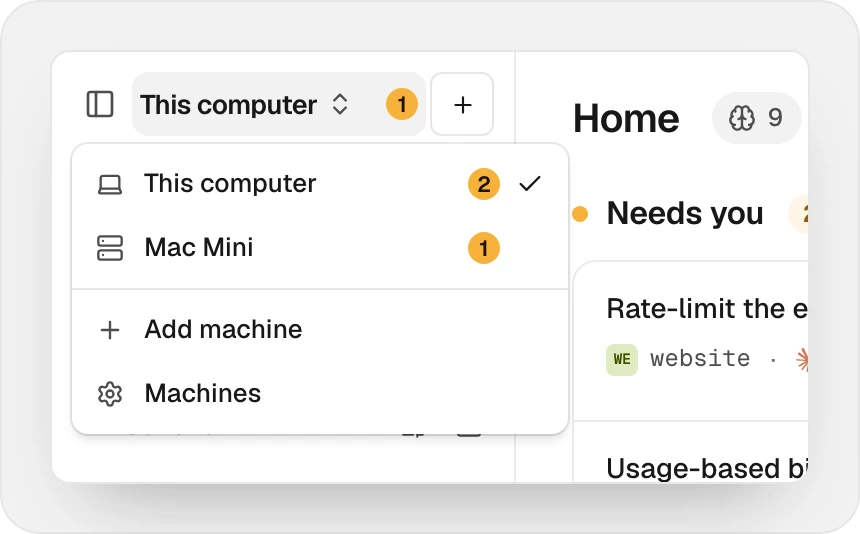 This computer 1
Home 9
This computer 2
Mac Mini 1
Add machine
Machines
Needs you
Rate-limit the e
WE website ·
Usage-based bi